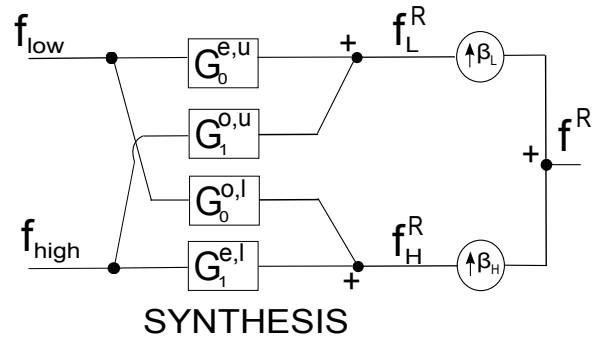 f_low
G_0^{e,u}
+
f_L^R
↑β_L
G_1^{o,u}
f^R
+
G_0^{o,l}
f_high
G_1^{e,l}
+
f_H^R
↑β_H
SYNTHESIS